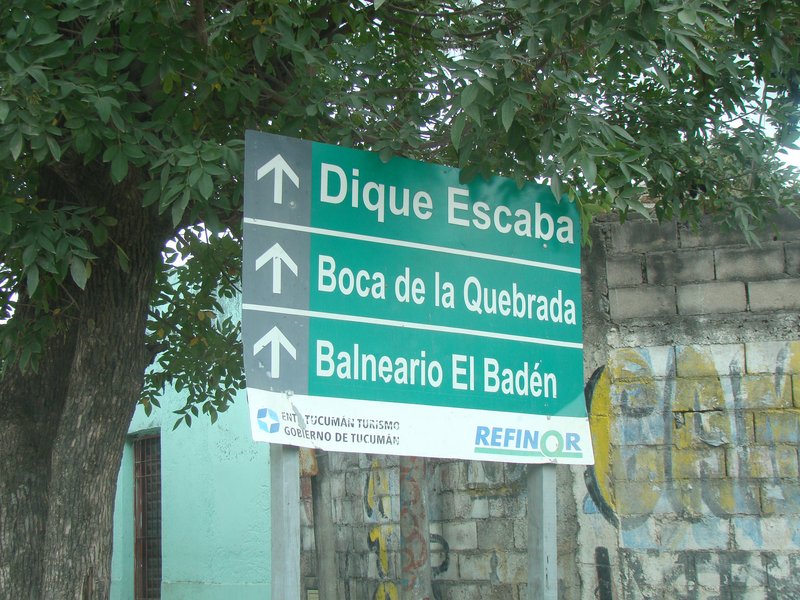 Dique Escaba
Boca de la Quebrada
Balneario El Badén
ENTE TUCUMÁN TURISMO
GOBIERNO DE TUCUMÁN
REFINOR